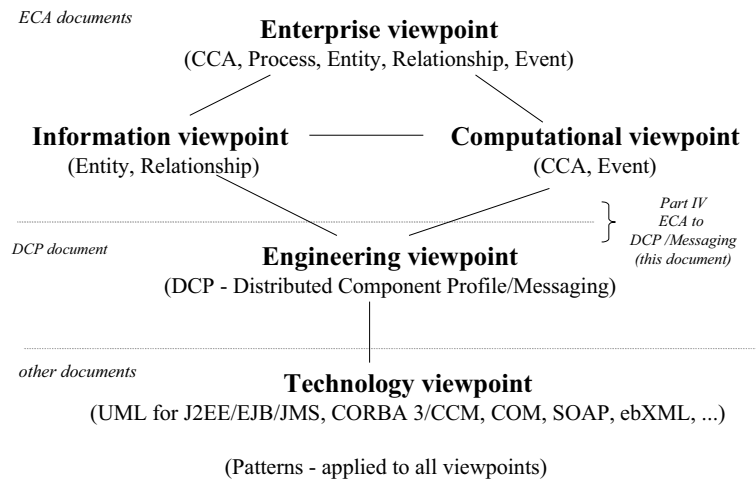 ECA documents
Enterprise viewpoint
(CCA, Process, Entity, Relationship, Event)
Information viewpoint
(Entity, Relationship)
Computational viewpoint
(CCA, Event)
Part IV
ECA to
DCP /Messaging
(this document)
DCP document
Engineering viewpoint
(DCP - Distributed Component Profile/Messaging)
other documents
Technology viewpoint
(UML for J2EE/EJB/JMS, CORBA 3/CCM, COM, SOAP, ebXML, ...)
(Patterns - applied to all viewpoints)